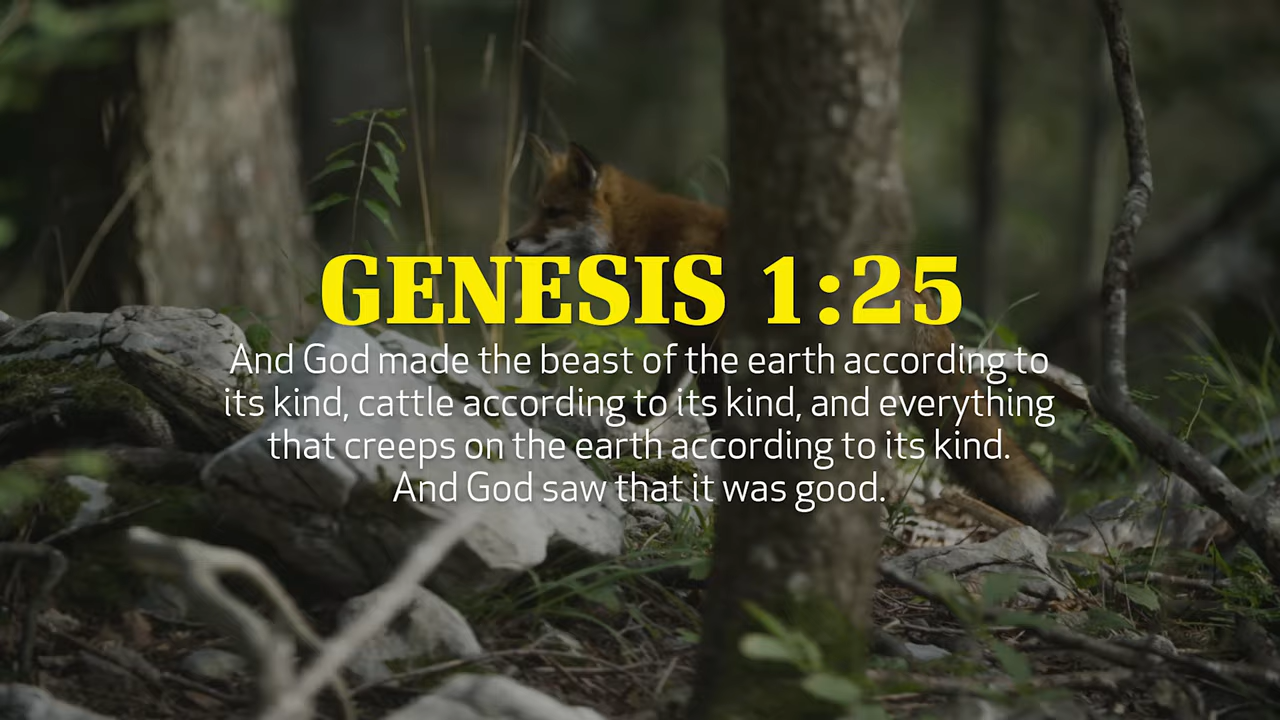 GENESIS 1:25
And God made the beast of the earth according to
its kind, cattle according to its kind, and everything
that creeps on the earth according to its kind.
And God saw that it was good.